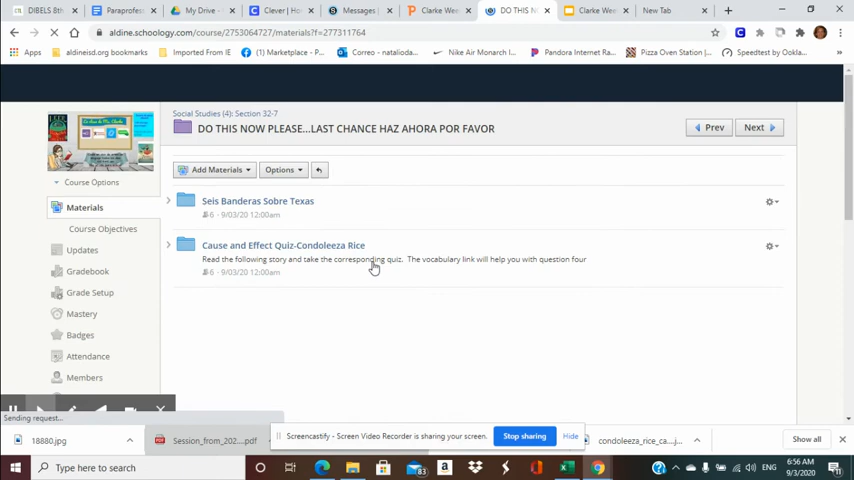 DIBELS 8th
Paraprofes
My Drive -
Clever | Ho
Messages |
Clarke Wee
DO THIS NO
Clarke Wee
New Tab
aldine.schoology.com/course/2753064727/materials?f=277311764
Apps
aldineisd.org bookmarks
Imported From IE
Correo - nataliodat...
Nike Air Monarch I...
Pandora Internet Ra...
Pizza Oven Station J...
Speedtest by Ookla...
Social Studies (4): Section 32-7
DO THIS NOW PLEASE...LAST CHANCE HAZ AHORA POR FAVOR
Prev
Next
Add Materials
Options
Course Options
Materials
Course Objectives
Updates
Gradebook
Grade Setup
Mastery
Badges
Attendance
Members
Seis Banderas Sobre Texas
6 - 9/03/20 12:00am
Cause and Effect Quiz-Condoleeza Rice
Read the following story and take the corresponding quiz. The vocabulary link will help you with question four
6 - 9/03/20 12:00am
Sending request...
18880.jpg
Session_from_202....pdf
Screencastify - Screen Video Recorder is sharing your screen.
Stop sharing
Hide
condoleeza_rice_ca....
Show all
Type here to search
83
ENG
6:56 AM
9/3/2020